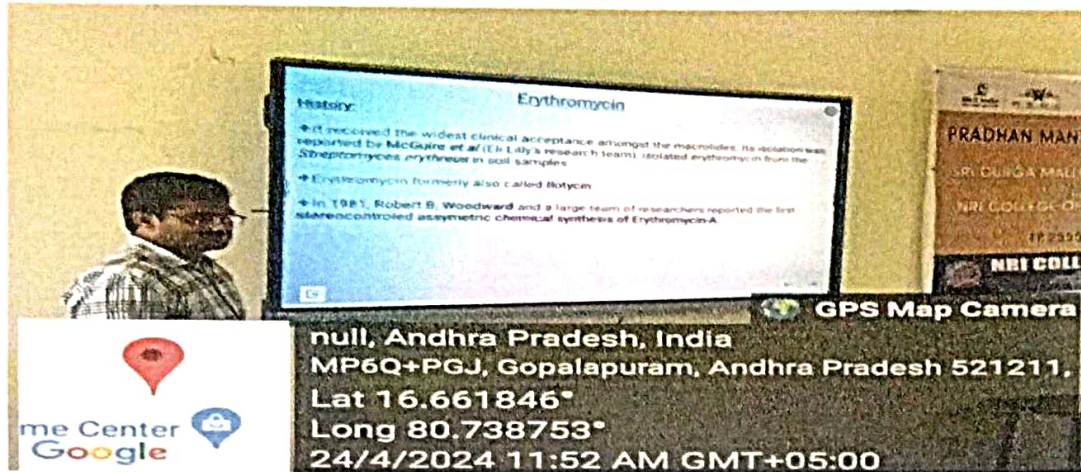 Erythromycin
History:
It received the widest clinical acceptance amongst the macrolides. Its isolation was
reported by McGuire et al (Eli Lilly's research team), isolated erythromycin from the
Streptomyces erythreus in soil samples
Erythromycin formerly also called Ilotycin
In 1981, Robert B. Woodward and a large team of researchers reported the first
stereocontroled assymetric chemical synthesis of Erythromycin-A
PRADHAN MAN
SRI DURGA MALL
NRI COLLEGE O
NRI COLL
GPS Map Camera
null, Andhra Pradesh, India
MP6Q+PGJ, Gopalapuram, Andhra Pradesh 521211,
Lat 16.661846°
Long 80.738753°
24/4/2024 11:52 AM GMT+05:00
me Center
Google